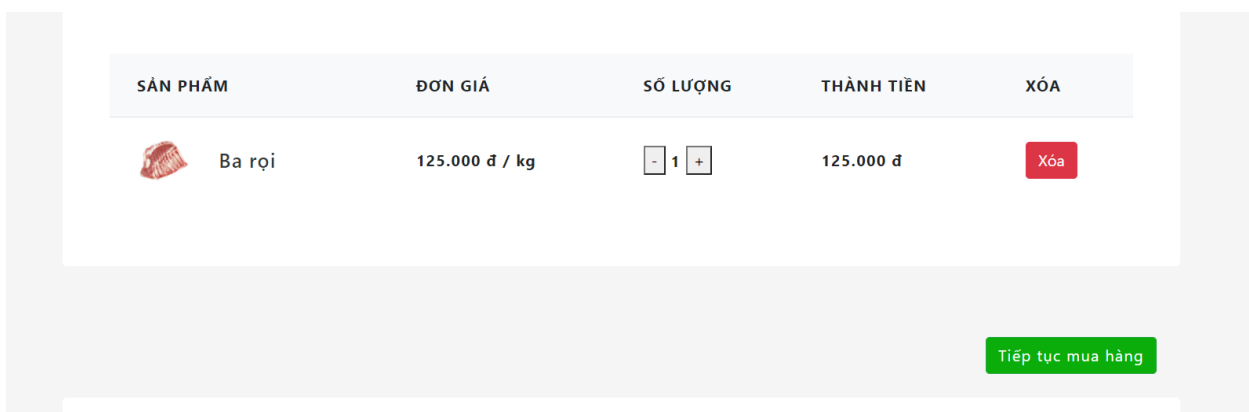 SẢN PHẨM ĐƠN GIÁ SỐ LƯỢNG THÀNH TIỀN XÓA
Ba rọi 125.000 đ / kg - 1 + 125.000 đ Xóa
Tiếp tục mua hàng